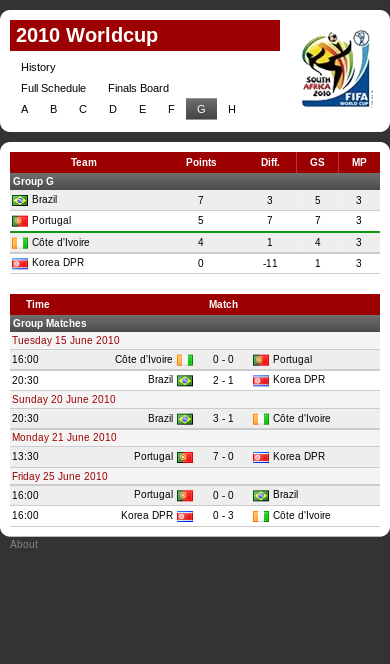 2010 Worldcup
SOUTH AFRICA
2010
FIFA
WORLD CUP
History
Full Schedule Finals Board
A B C D E F G H
Team Points Diff. GS MP
Group G
Brazil 7 3 5 3
Portugal 5 7 7 3
Côte d'Ivoire 4 1 4 3
Korea DPR 0 -11 1 3
Time Match
Group Matches
Tuesday 15 June 2010
16:00 Côte d'Ivoire 0 - 0 Portugal
20:30 Brazil 2 - 1 Korea DPR
Sunday 20 June 2010
20:30 Brazil 3 - 1 Côte d'Ivoire
Monday 21 June 2010
13:30 Portugal 7 - 0 Korea DPR
Friday 25 June 2010
16:00 Portugal 0 - 0 Brazil
16:00 Korea DPR 0 - 3 Côte d'Ivoire
About